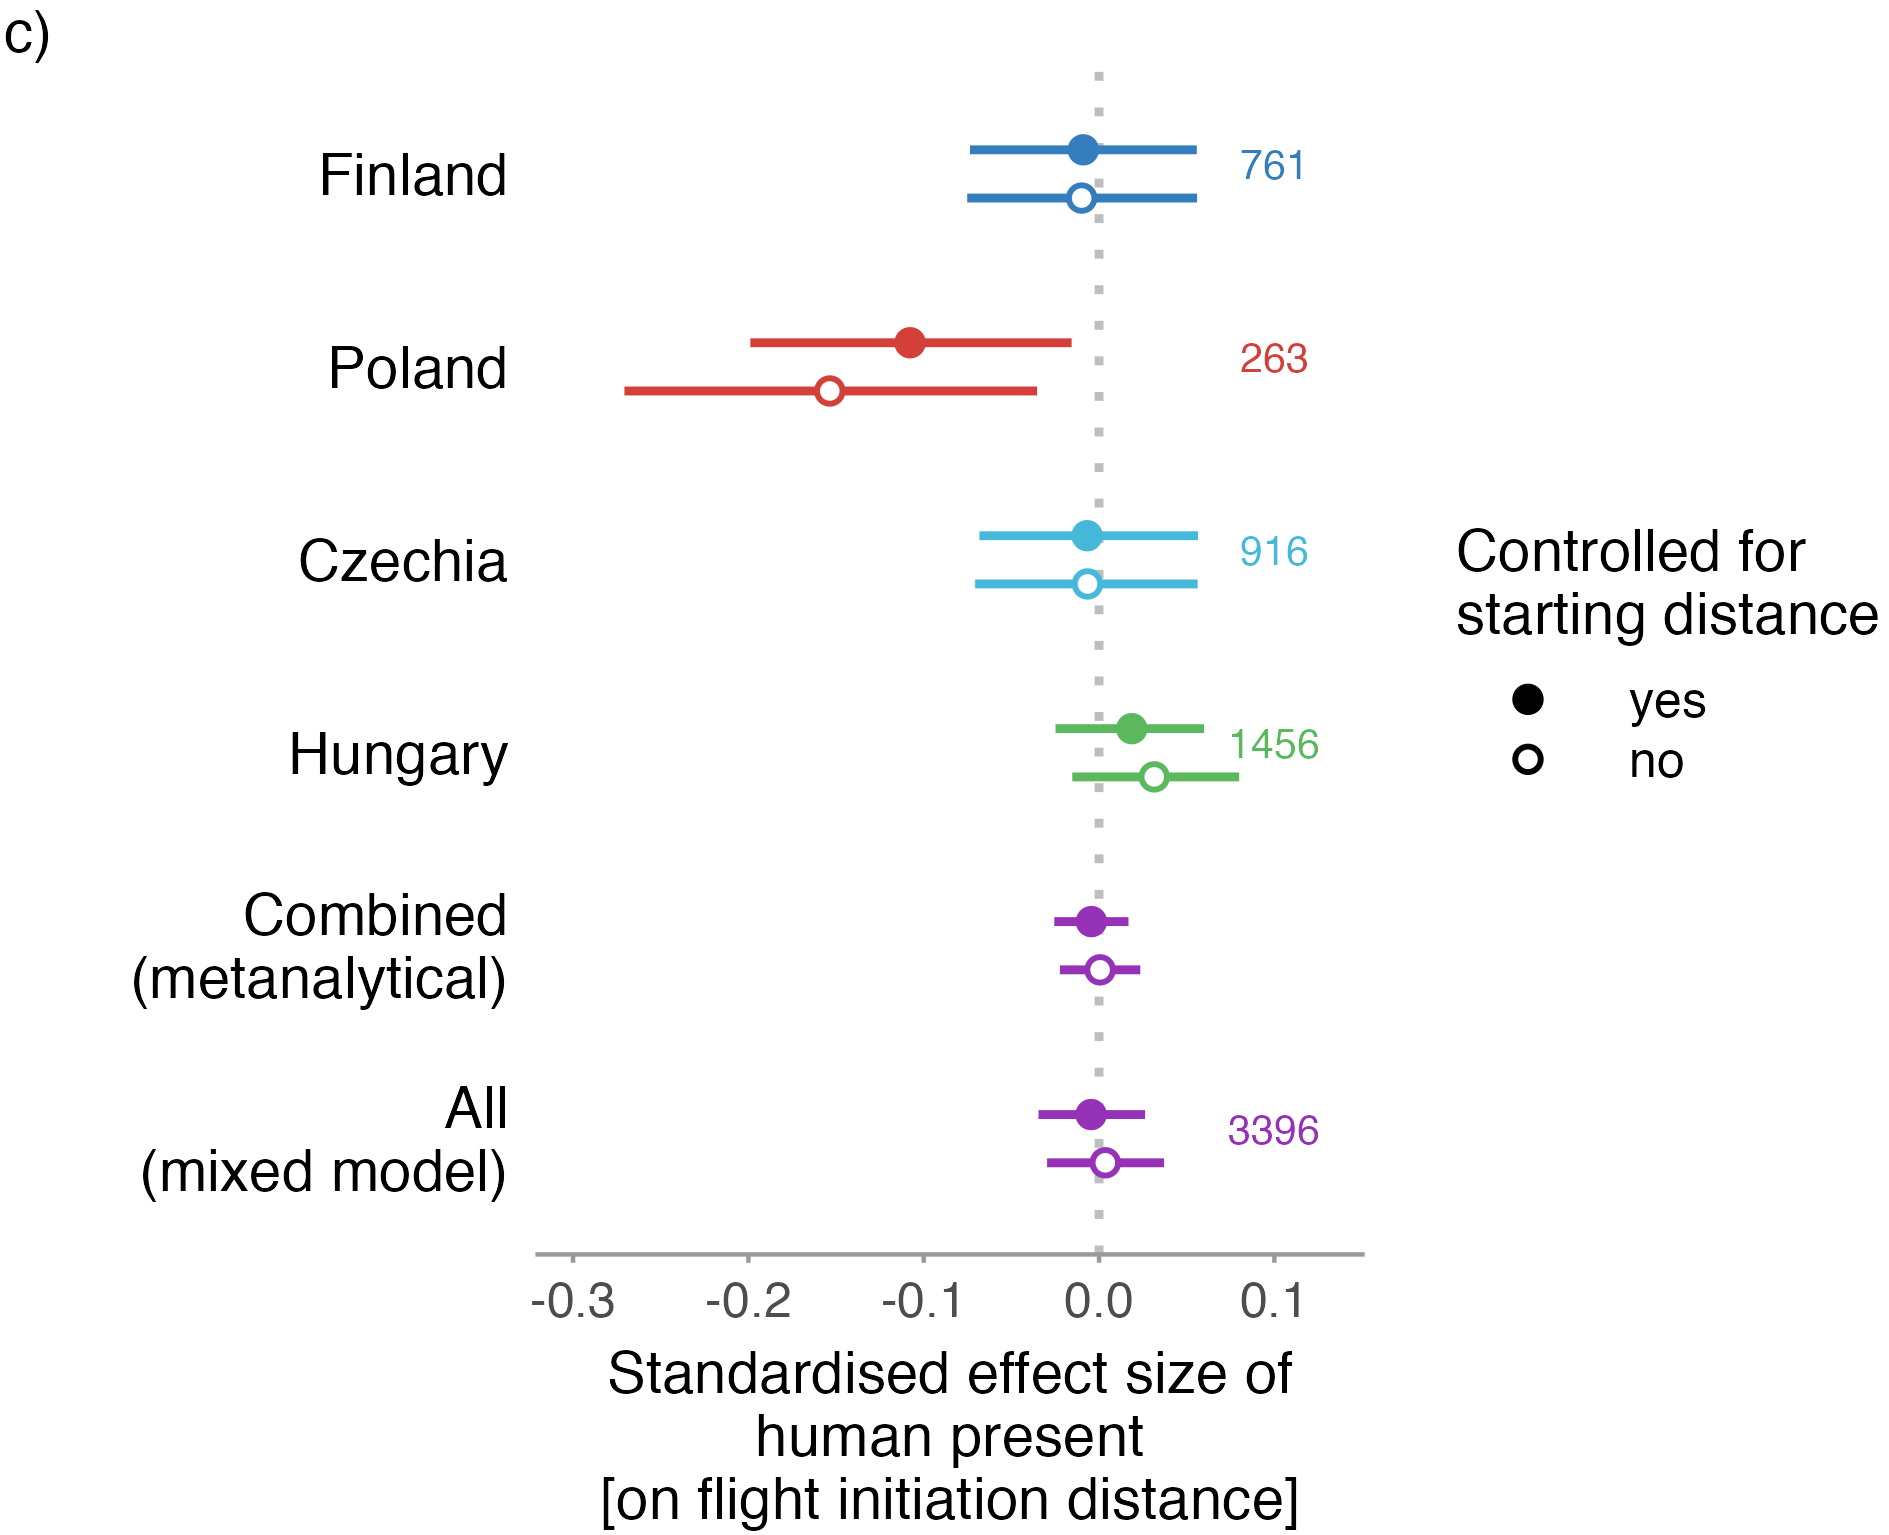 c)
Finland
761
Poland
263
Czechia
916
Hungary
1456
Combined
(metanalytical)
All
(mixed model)
3396
Controlled for
starting distance
yes
no
-0.3 -0.2 -0.1 0.0 0.1
Standardised effect size of
human present
[on flight initiation distance]